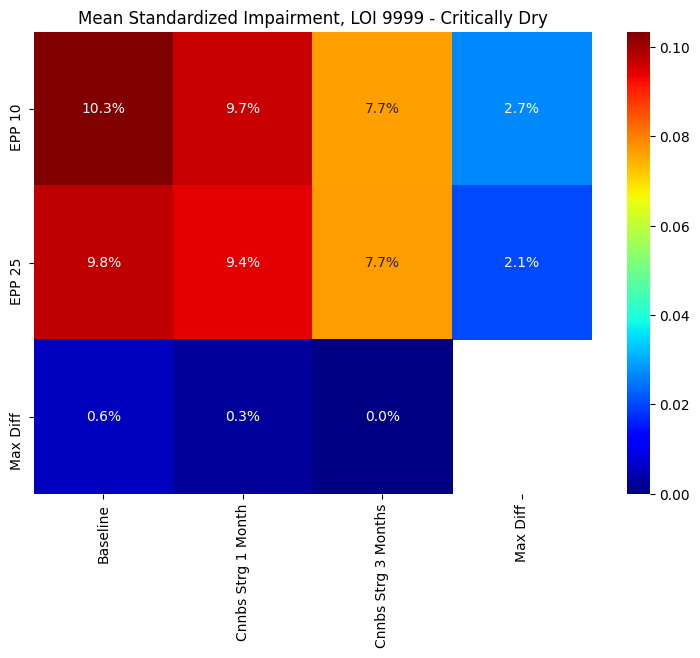 Mean Standardized Impairment, LOI 9999 - Critically Dry
EPP 10
10.3%
9.7%
7.7%
2.7%
EPP 25
9.8%
9.4%
7.7%
2.1%
Max Diff
0.6%
0.3%
0.0%
Baseline
Cnnbs Strg 1 Month
Cnnbs Strg 3 Months
Max Diff
0.10
0.08
0.06
0.04
0.02
0.00